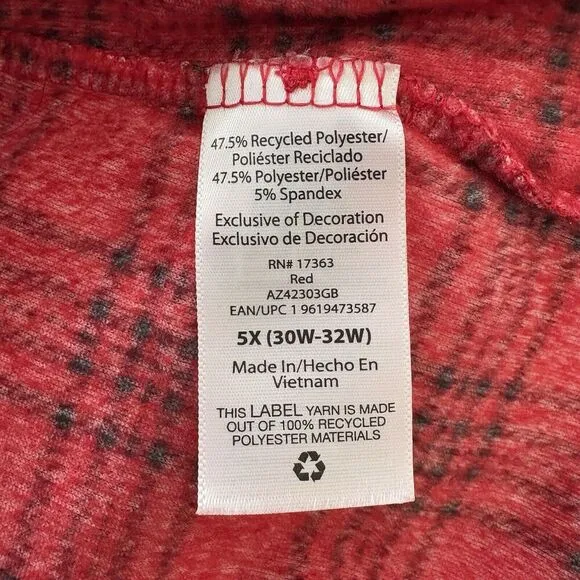 47.5% Recycled Polyester/
Poliéster Reciclado
47.5% Polyester/Poliéster
5% Spandex
Exclusive of Decoration
Exclusivo de Decoración
RN# 17363
Red
AZ42303GB
EAN/UPC 1 9619473587
5X (30W-32W)
Made In/Hecho En
Vietnam
THIS LABEL YARN IS MADE
OUT OF 100% RECYCLED
POLYESTER MATERIALS